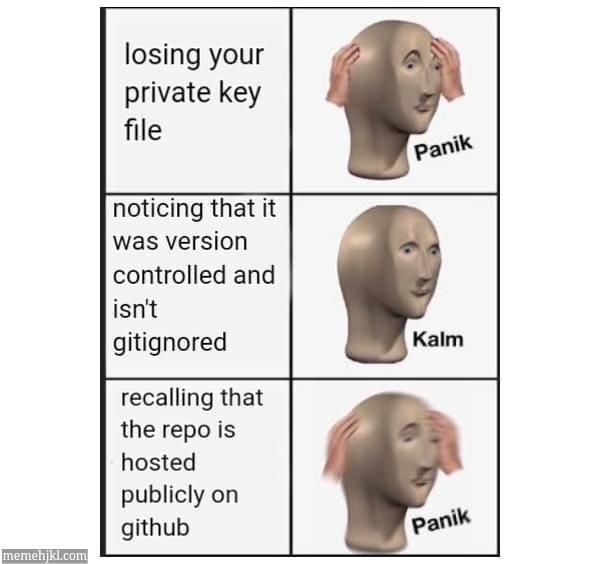 losing your
private key
file
Panik
noticing that it
was version
controlled and
isn't
gitignored
Kalm
recalling that
the repo is
hosted
publicly on
github
Panik
memehjkl.com